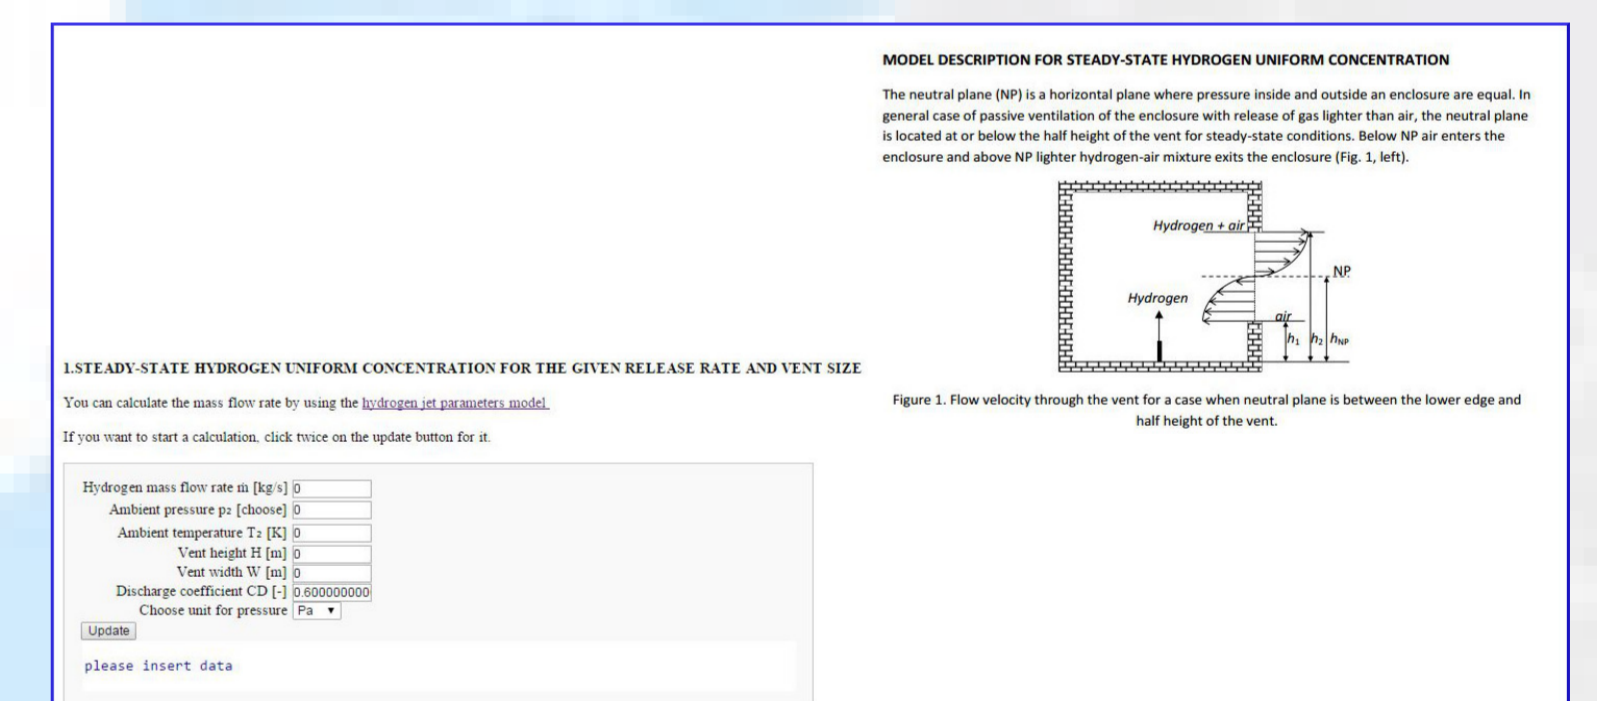 MODEL DESCRIPTION FOR STEADY-STATE HYDROGEN UNIFORM CONCENTRATION
The neutral plane (NP) is a horizontal plane where pressure inside and outside an enclosure are equal. In
general case of passive ventilation of the enclosure with release of gas lighter than air, the neutral plane
is located at or below the half height of the vent for steady-state conditions. Below NP air enters the
enclosure and above NP lighter hydrogen-air mixture exits the enclosure (Fig. 1, left).
Hydrogen + air
NP
Hydrogen
air
h₁ h₂ hNP
Figure 1. Flow velocity through the vent for a case when neutral plane is between the lower edge and
half height of the vent.
1.STEADY-STATE HYDROGEN UNIFORM CONCENTRATION FOR THE GIVEN RELEASE RATE AND VENT SIZE
You can calculate the mass flow rate by using the hydrogen jet parameters model
If you want to start a calculation, click twice on the update button for it.
Hydrogen mass flow rate ṁ [kg/s] 0
Ambient pressure p2 [choose] 0
Ambient temperature T2 [K] 0
Vent height H [m] 0
Vent width W [m] 0
Discharge coefficient CD [-] 0.600000000
Choose unit for pressure Pa
Update
please insert data